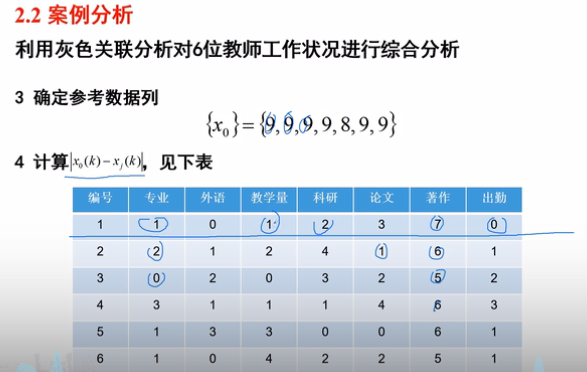 2.2 案例分析
利用灰色关联分析对6位教师工作状况进行综合分析
3 确定参考数据列
{x₀}={9,9,9,9,8,9,9}
4 计算|x₀(k)−xⱼ(k)|，见下表
编号 专业 外语 教学量 科研 论文 著作 出勤
1 1 0 1 2 3 7 0
2 2 1 2 4 1 6 1
3 0 2 0 3 2 5 2
4 3 1 1 1 4 6 3
5 1 3 3 0 0 6 1
6 1 0 4 2 2 5 1